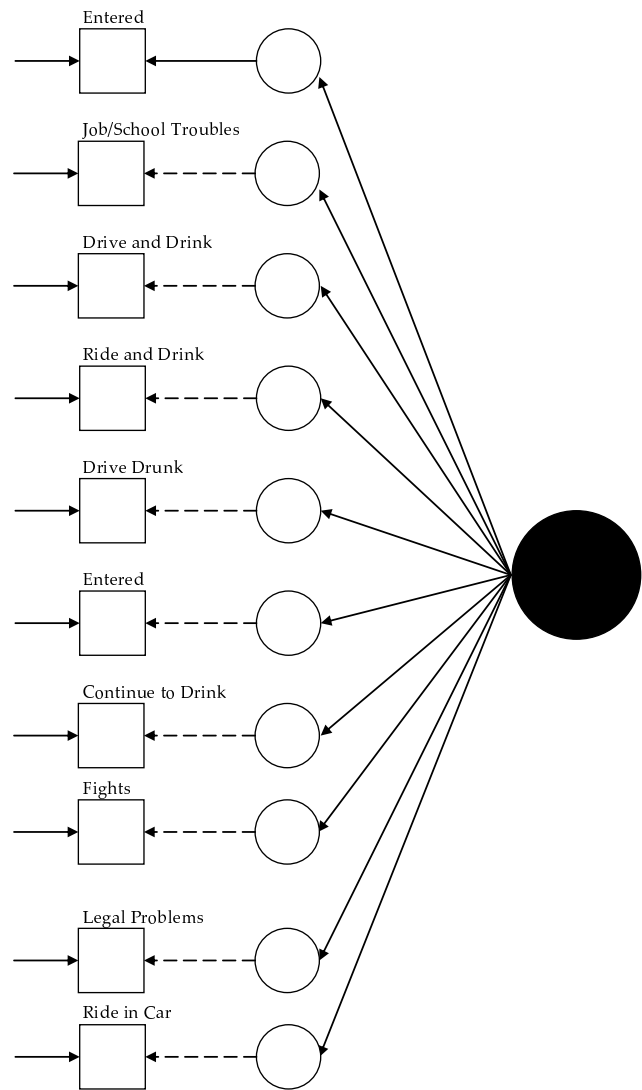 Entered
Job/School Troubles
Drive and Drink
Ride and Drink
Drive Drunk
Entered
Continue to Drink
Fights
Legal Problems
Ride in Car